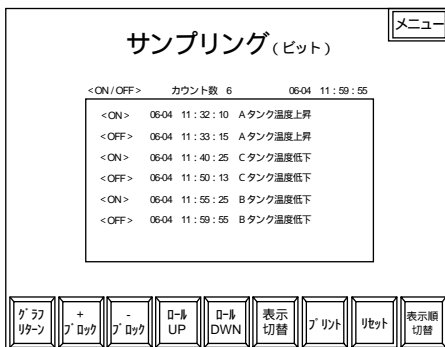 メニュー
サンプリング(ビット)
<ON/OFF> カウント数 6 06-04 11:59:55
<ON> 06-04 11:32:10 Aタンク温度上昇
<OFF> 06-04 11:33:15 Aタンク温度上昇
<ON> 06-04 11:40:25 Cタンク温度低下
<OFF> 06-04 11:50:13 Cタンク温度低下
<ON> 06-04 11:55:25 Bタンク温度低下
<OFF> 06-04 11:59:55 Bタンク温度低下
グラフ
リターン
+
ブロック
-
ブロック
ロール
UP
ロール
DWN
表示
切替
プリント
リセット
表示順
切替